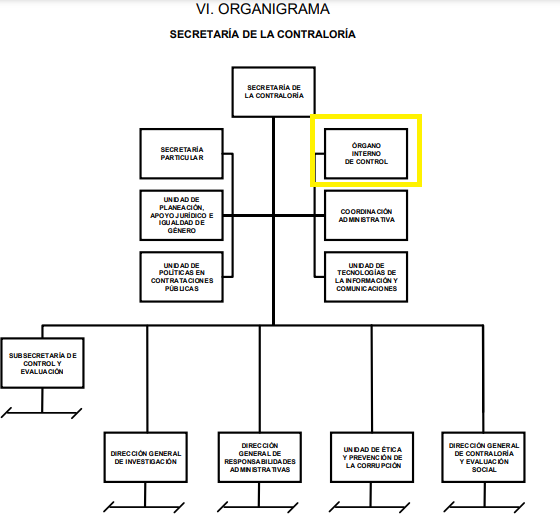 VI. ORGANIGRAMA
SECRETARÍA DE LA CONTRALORÍA
SECRETARÍA DE
LA CONTRALORÍA
SECRETARÍA
PARTICULAR
ÓRGANO
INTERNO
DE CONTROL
UNIDAD DE
PLANEACIÓN,
APOYO JURÍDICO E
IGUALDAD DE
GÉNERO
COORDINACIÓN
ADMINISTRATIVA
UNIDAD DE
POLÍTICAS EN
CONTRATACIONES
PÚBLICAS
UNIDAD DE
TECNOLOGÍAS DE
LA INFORMACIÓN Y
COMUNICACIONES
SUBSECRETARÍA DE
CONTROL Y
EVALUACIÓN
DIRECCIÓN GENERAL
DE INVESTIGACIÓN
DIRECCIÓN
GENERAL DE
RESPONSABILIDADES
ADMINISTRATIVAS
UNIDAD DE ÉTICA
Y PREVENCIÓN DE
LA CORRUPCIÓN
DIRECCIÓN GENERAL
DE CONTRALORÍA
Y EVALUACIÓN
SOCIAL